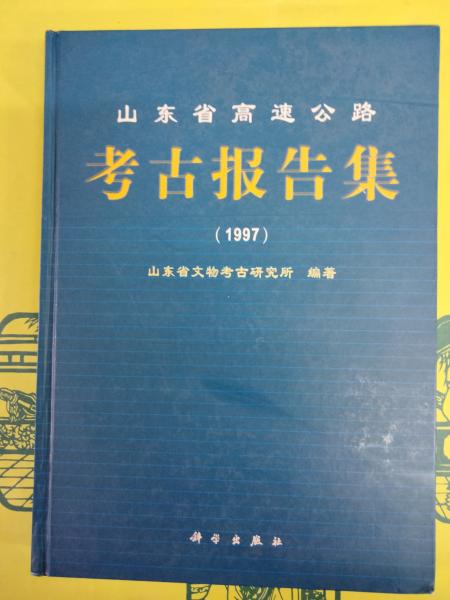 山东省高速公路
考古报告集
（1997）
山东省文物考古研究所 编著
科学出版社